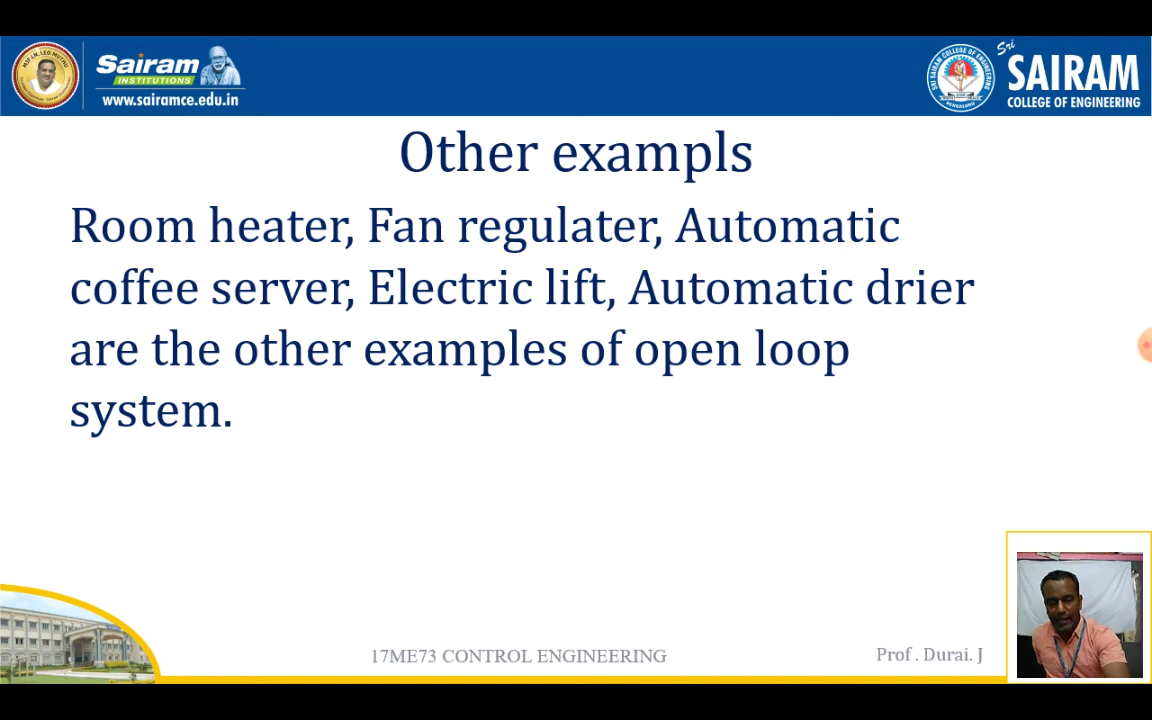 Sairam
INSTITUTIONS
www.sairamce.edu.in
Sri
SAIRAM
COLLEGE OF ENGINEERING
Other exampls
Room heater, Fan regulater, Automatic
coffee server, Electric lift, Automatic drier
are the other examples of open loop
system.
17ME73 CONTROL ENGINEERING
Prof . Durai. J